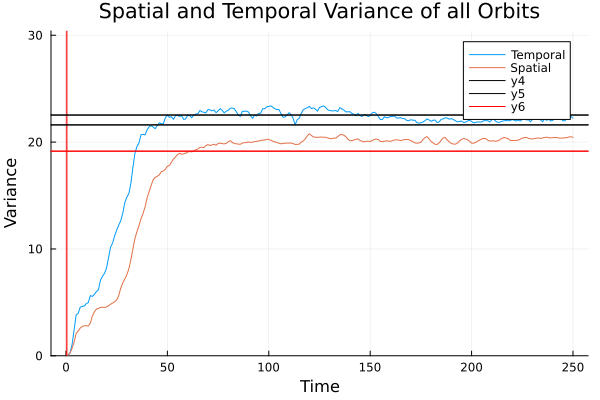 Spatial and Temporal Variance of all Orbits
30
20
10
0
Variance
Temporal
Spatial
y4
y5
y6
0 50 100 150 200 250
Time